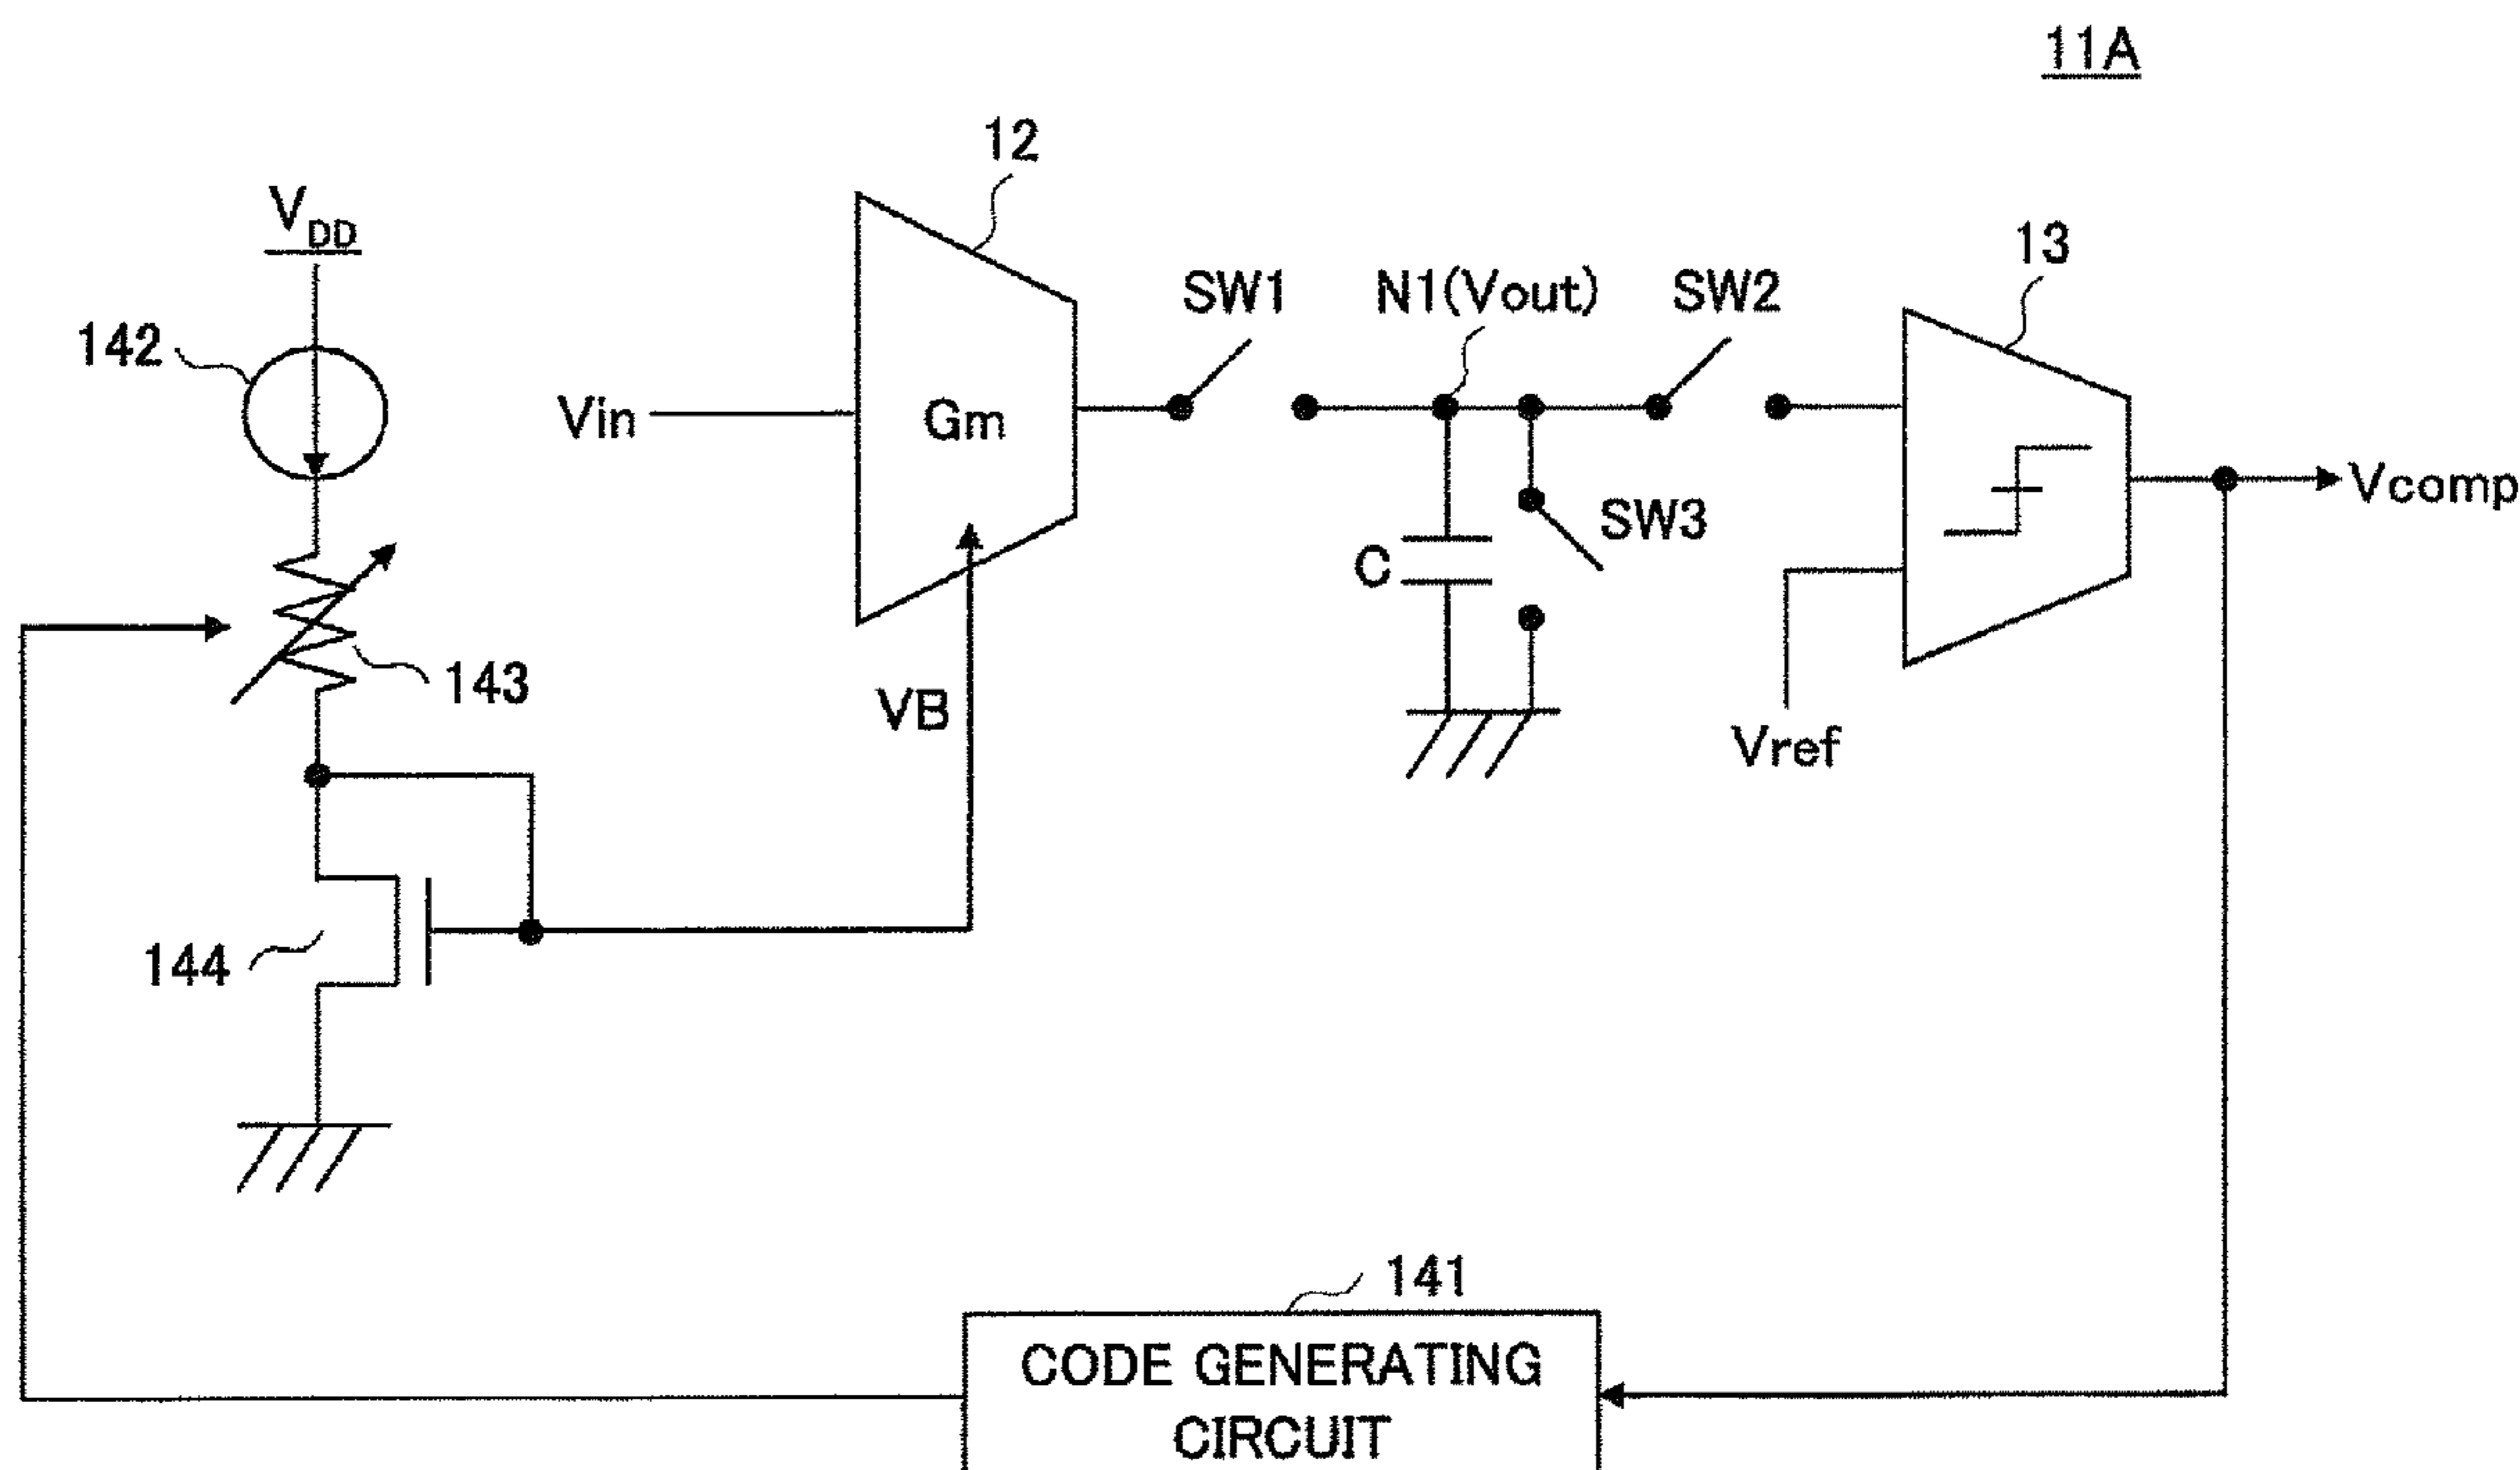 11A
12
V_DD
13
SW1
N1(Vout)
SW2
142
Vin
Gm
Vcomp
SW3
C
143
VB
Vref
144
141
CODE GENERATING
CIRCUIT